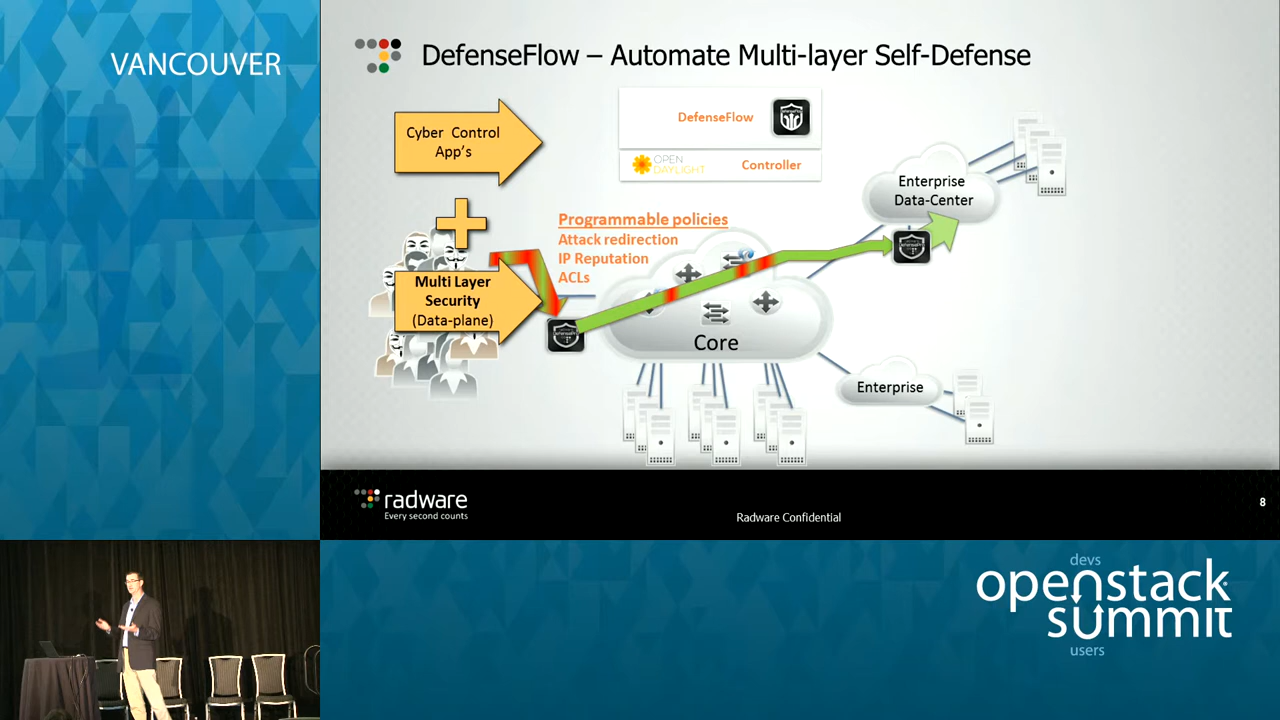 VANCOUVER
DefenseFlow – Automate Multi-layer Self-Defense
Cyber Control
App's
DefenseFlow
OPEN
DAYLIGHT
Controller
Enterprise
Data-Center
Programmable policies
Attack redirection
IP Reputation
ACLs
Multi Layer
Security
(Data-plane)
Core
Enterprise
radware
Every second counts
Radware Confidential
8
devs
openstack
summit
users